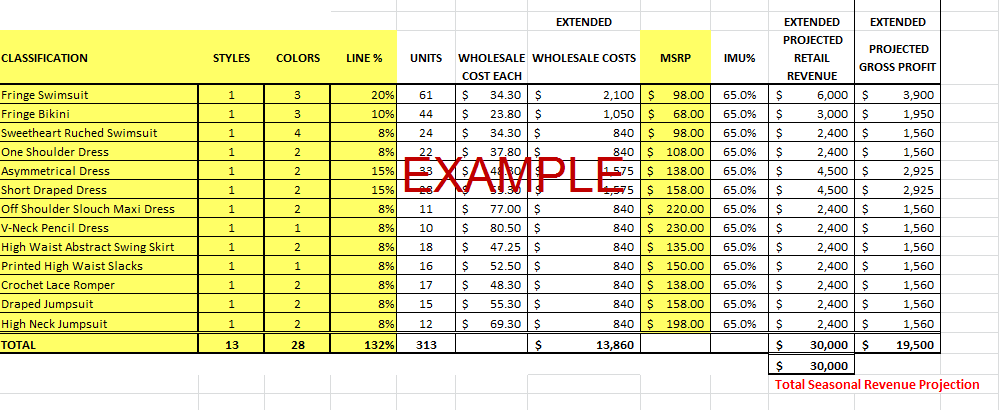 EXTENDED EXTENDED EXTENDED
CLASSIFICATION STYLES COLORS LINE % UNITS WHOLESALE COST EACH WHOLESALE COSTS MSRP IMU% PROJECTED RETAIL REVENUE PROJECTED GROSS PROFIT
Fringe Swimsuit 1 3 20% 61 $ 34.30 $ 2,100 $ 98.00 65.0% $ 6,000 $ 3,900
Fringe Bikini 1 3 10% 44 $ 23.80 $ 1,050 $ 68.00 65.0% $ 3,000 $ 1,950
Sweetheart Ruched Swimsuit 1 4 8% 24 $ 34.30 $ 840 $ 98.00 65.0% $ 2,400 $ 1,560
One Shoulder Dress 1 2 8% 22 $ 37.80 $ 840 $ 108.00 65.0% $ 2,400 $ 1,560
Asymmetrical Dress 1 2 15% 33 $ 48.30 $ 1,575 $ 138.00 65.0% $ 4,500 $ 2,925
EXAMPLE
Short Draped Dress 1 2 15% 28 $ 55.30 $ 1,575 $ 158.00 65.0% $ 4,500 $ 2,925
Off Shoulder Slouch Maxi Dress 1 2 8% 11 $ 77.00 $ 840 $ 220.00 65.0% $ 2,400 $ 1,560
V-Neck Pencil Dress 1 1 8% 10 $ 80.50 $ 840 $ 230.00 65.0% $ 2,400 $ 1,560
High Waist Abstract Swing Skirt 1 2 8% 18 $ 47.25 $ 840 $ 135.00 65.0% $ 2,400 $ 1,560
Printed High Waist Slacks 1 1 8% 16 $ 52.50 $ 840 $ 150.00 65.0% $ 2,400 $ 1,560
Crochet Lace Romper 1 2 8% 17 $ 48.30 $ 840 $ 138.00 65.0% $ 2,400 $ 1,560
Draped Jumpsuit 1 2 8% 15 $ 55.30 $ 840 $ 158.00 65.0% $ 2,400 $ 1,560
High Neck Jumpsuit 1 2 8% 12 $ 69.30 $ 840 $ 198.00 65.0% $ 2,400 $ 1,560
TOTAL 13 28 132% 313 $ 13,860 $ 30,000 $ 19,500
$ 30,000
Total Seasonal Revenue Projection